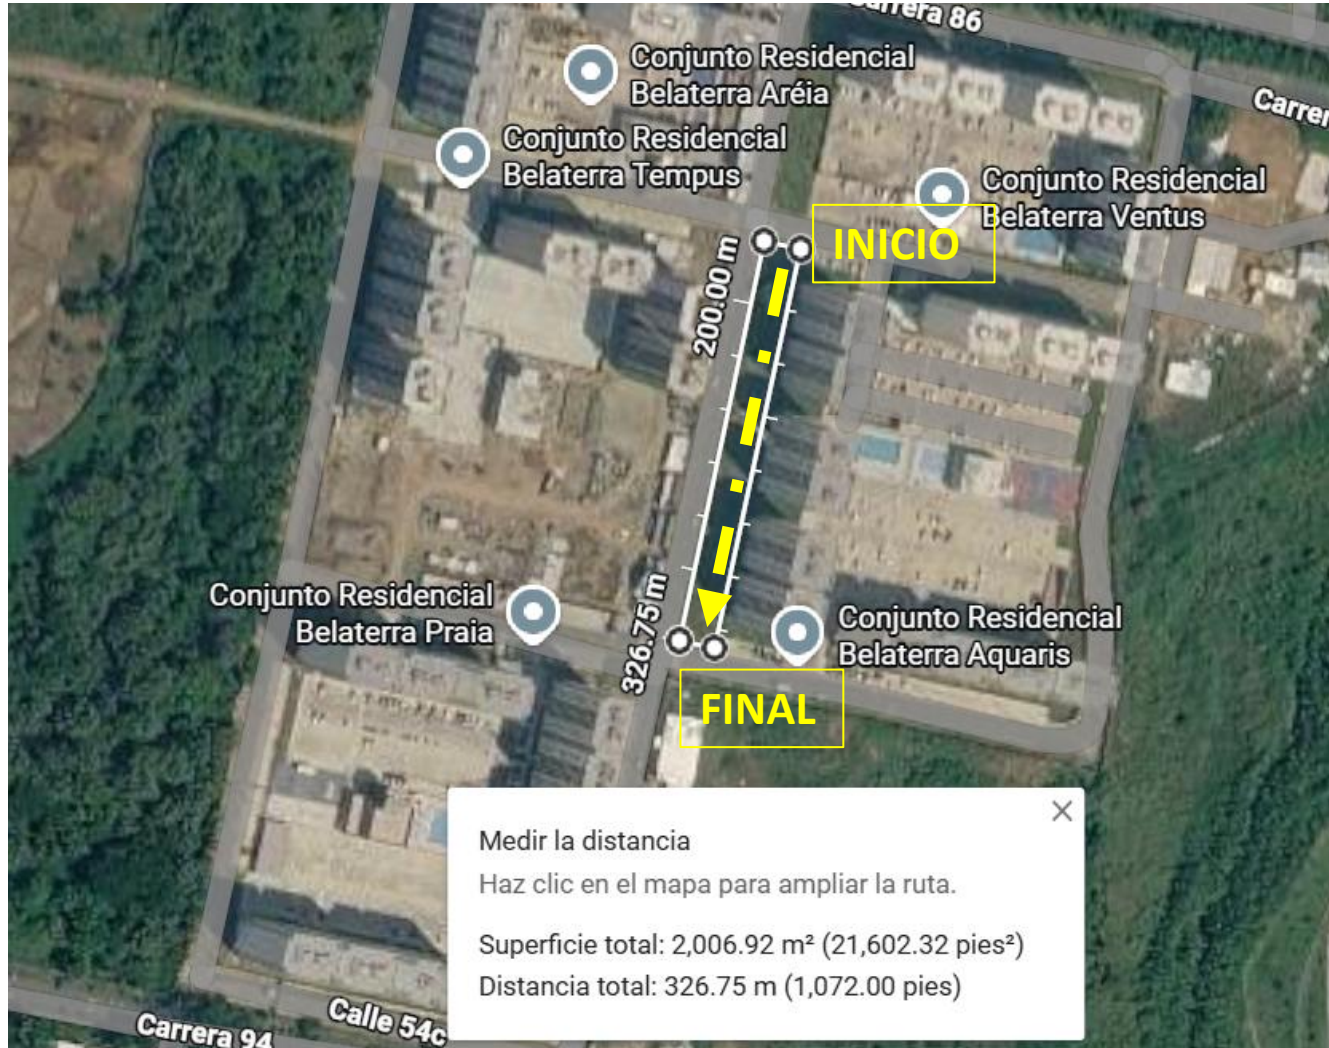 Carrera 86
Conjunto Residencial
Belaterra Aréia
Carrer
Conjunto Residencial
Belaterra Tempus
Conjunto Residencial
Belaterra Ventus
INICIO
200.00 m
Conjunto Residencial
Belaterra Praia
326.75 m
Conjunto Residencial
Belaterra Aquaris
FINAL
Medir la distancia
Haz clic en el mapa para ampliar la ruta.
Superficie total: 2,006.92 m² (21,602.32 pies²)
Distancia total: 326.75 m (1,072.00 pies)
Calle 54c
Carrera 94